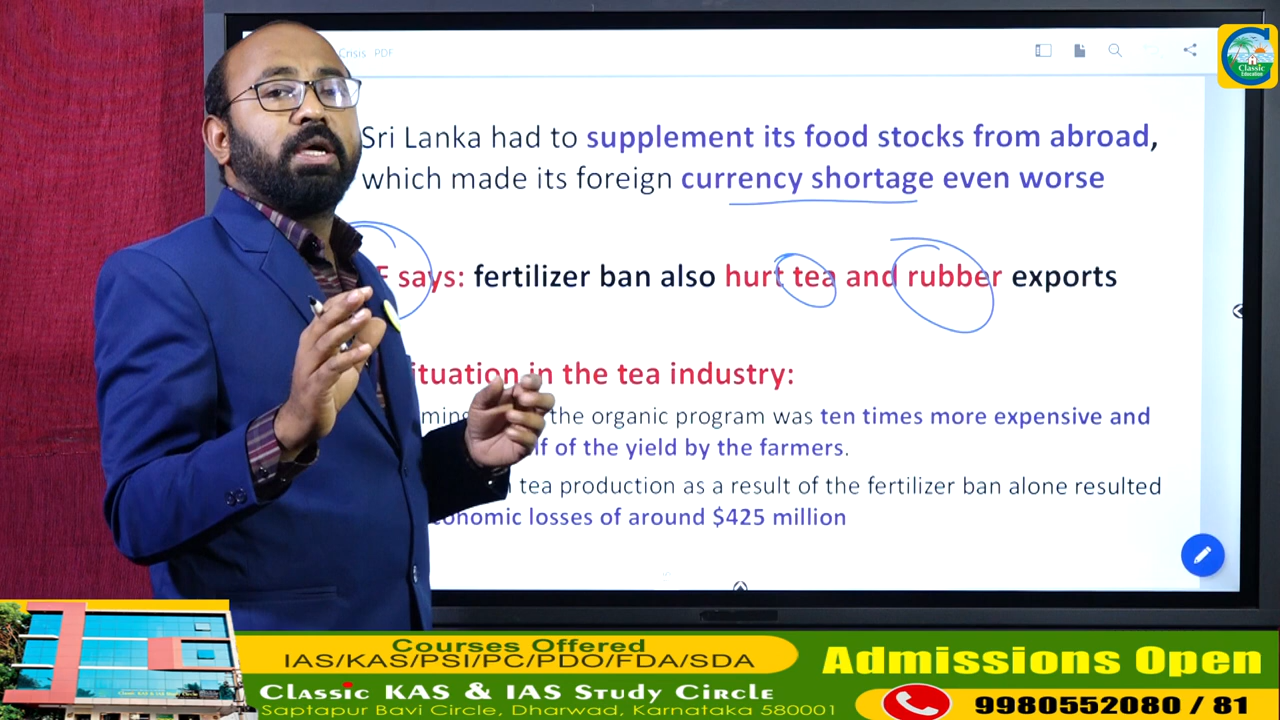 Crisis PDF
Classic
Education
Sri Lanka had to supplement its food stocks from abroad,
which made its foreign currency shortage even worse
says: fertilizer ban also hurt tea and rubber exports
ituation in the tea industry:
the organic program was ten times more expensive and
of the yield by the farmers.
tea production as a result of the fertilizer ban alone resulted
losses of around $425 million
Courses Offered
IAS/KAS/PSI/PC/PDO/FDA/SDA
Classic KAS & IAS Study Circle
Saptapur Bavi Circle, Dharwad, Karnataka 580001
Admissions Open
9980552080 / 81